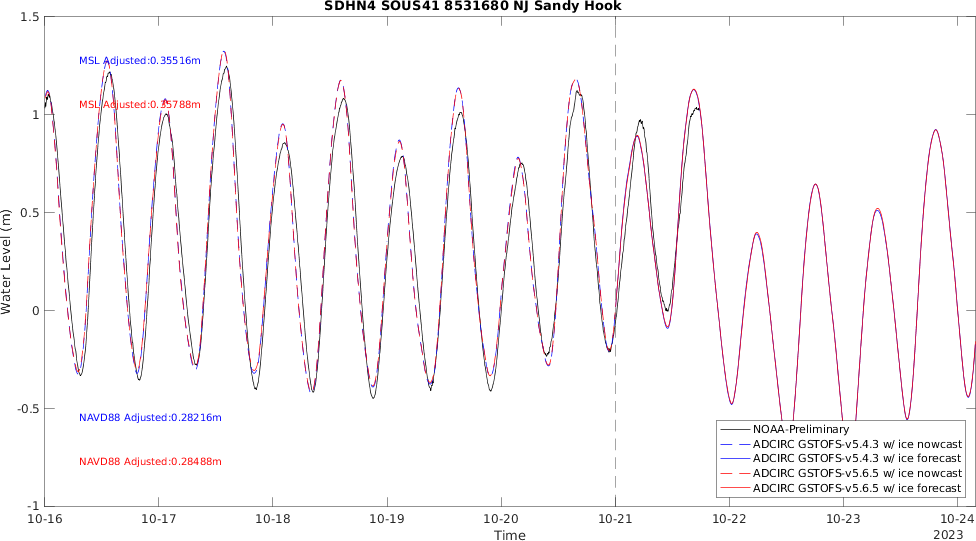 SDHN4 SOUS41 8531680 NJ Sandy Hook
1.5
1
0.5
0
-0.5
-1
Water Level (m)
MSL Adjusted:0.35516m
MSL Adjusted:0.35788m
NAVD88 Adjusted:0.28216m
NAVD88 Adjusted:0.28488m
NOAA-Preliminary
ADCIRC GSTOFS-v5.4.3 w/ ice nowcast
ADCIRC GSTOFS-v5.4.3 w/ ice forecast
ADCIRC GSTOFS-v5.6.5 w/ ice nowcast
ADCIRC GSTOFS-v5.6.5 w/ ice forecast
10-16 10-17 10-18 10-19 10-20 10-21 10-22 10-23 10-24
Time
2023